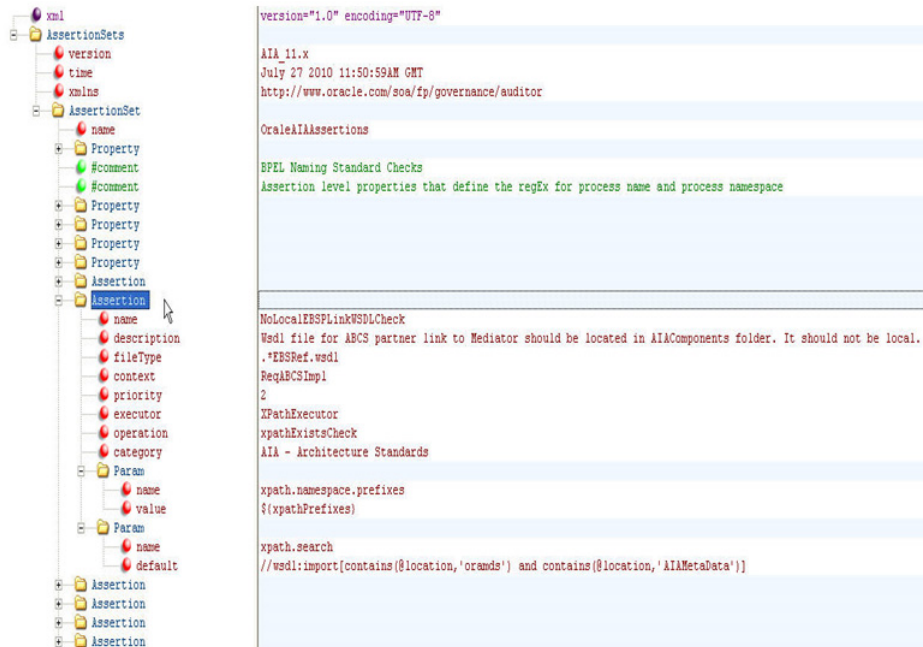 xml version="1.0" encoding="UTF-8"
AssertionSets
version AIA_11.x
time July 27 2010 11:50:59AM GMT
xmlns http://www.oracle.com/soa/fp/governance/auditor
AssertionSet
name OraleAIAAssertions
Property
#comment BPEL Naming Standard Checks
#comment Assertion level properties that define the regEx for process name and process namespace
Property
Property
Property
Property
Assertion
Assertion
name NoLocalEBSPLinkWSDLCheck
description Wsdl file for ABCS partner link to Mediator should be located in AIAComponents folder. It should not be local.
fileType .*EBSRef.wsdl
context ReqABCSImpl
priority 2
executor XPathExecutor
operation xpathExistsCheck
category AIA - Architecture Standards
Param
name xpath.namespace.prefixes
value $(xpathPrefixes)
Param
name xpath.search
default //wsdl:import[contains(@location,'oramds') and contains(@location,'AIAMetaData')]
Assertion
Assertion
Assertion
Assertion